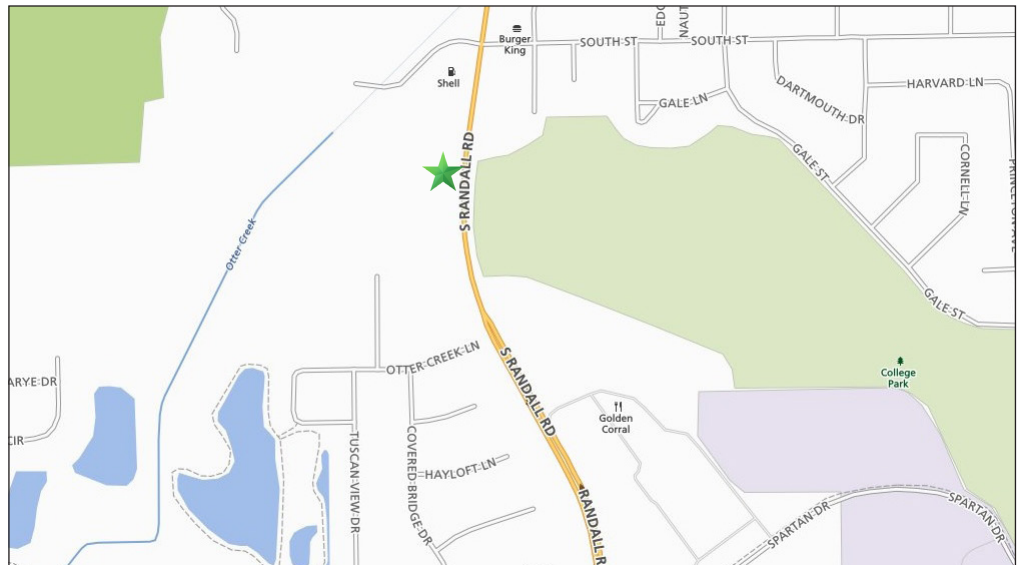 EDG
NAUT
Burger
King
SOUTH ST
SOUTH ST
Shell
GALE LN
DARTMOUTH DR
HARVARD LN
S RANDALL RD
GALE ST
CORNELL LN
PRINCETON AVE
Otter Creek
GALE ST
OTTER CREEK LN
S RANDALL RD
College
Park
ARYE DR
Golden
Corral
CIR
TUSCAN VIEW DR
COVERED BRIDGE DR
HAYLOFT LN
RANDALL R
SPARTAN DR
SPARTAN DR